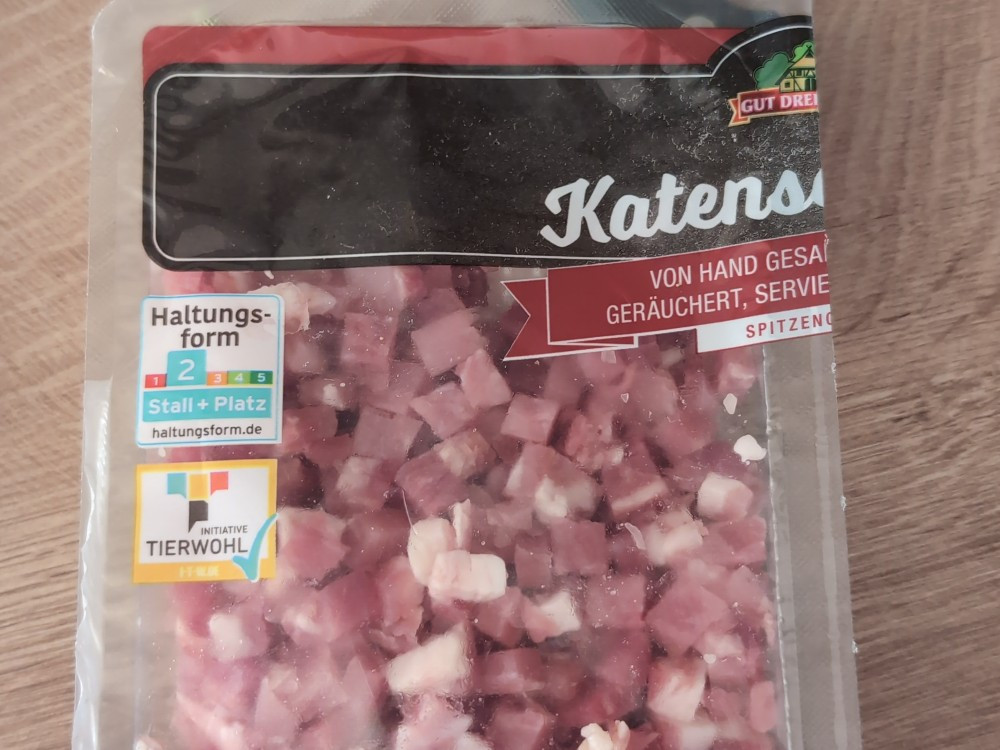 GUT DREI
Katens
VON HAND GESA
GERÄUCHERT, SERVIE
SPITZEN
Haltungs-
form
1 2 3 4 5
Stall + Platz
haltungsform.de
INITIATIVE
TIERWOHL